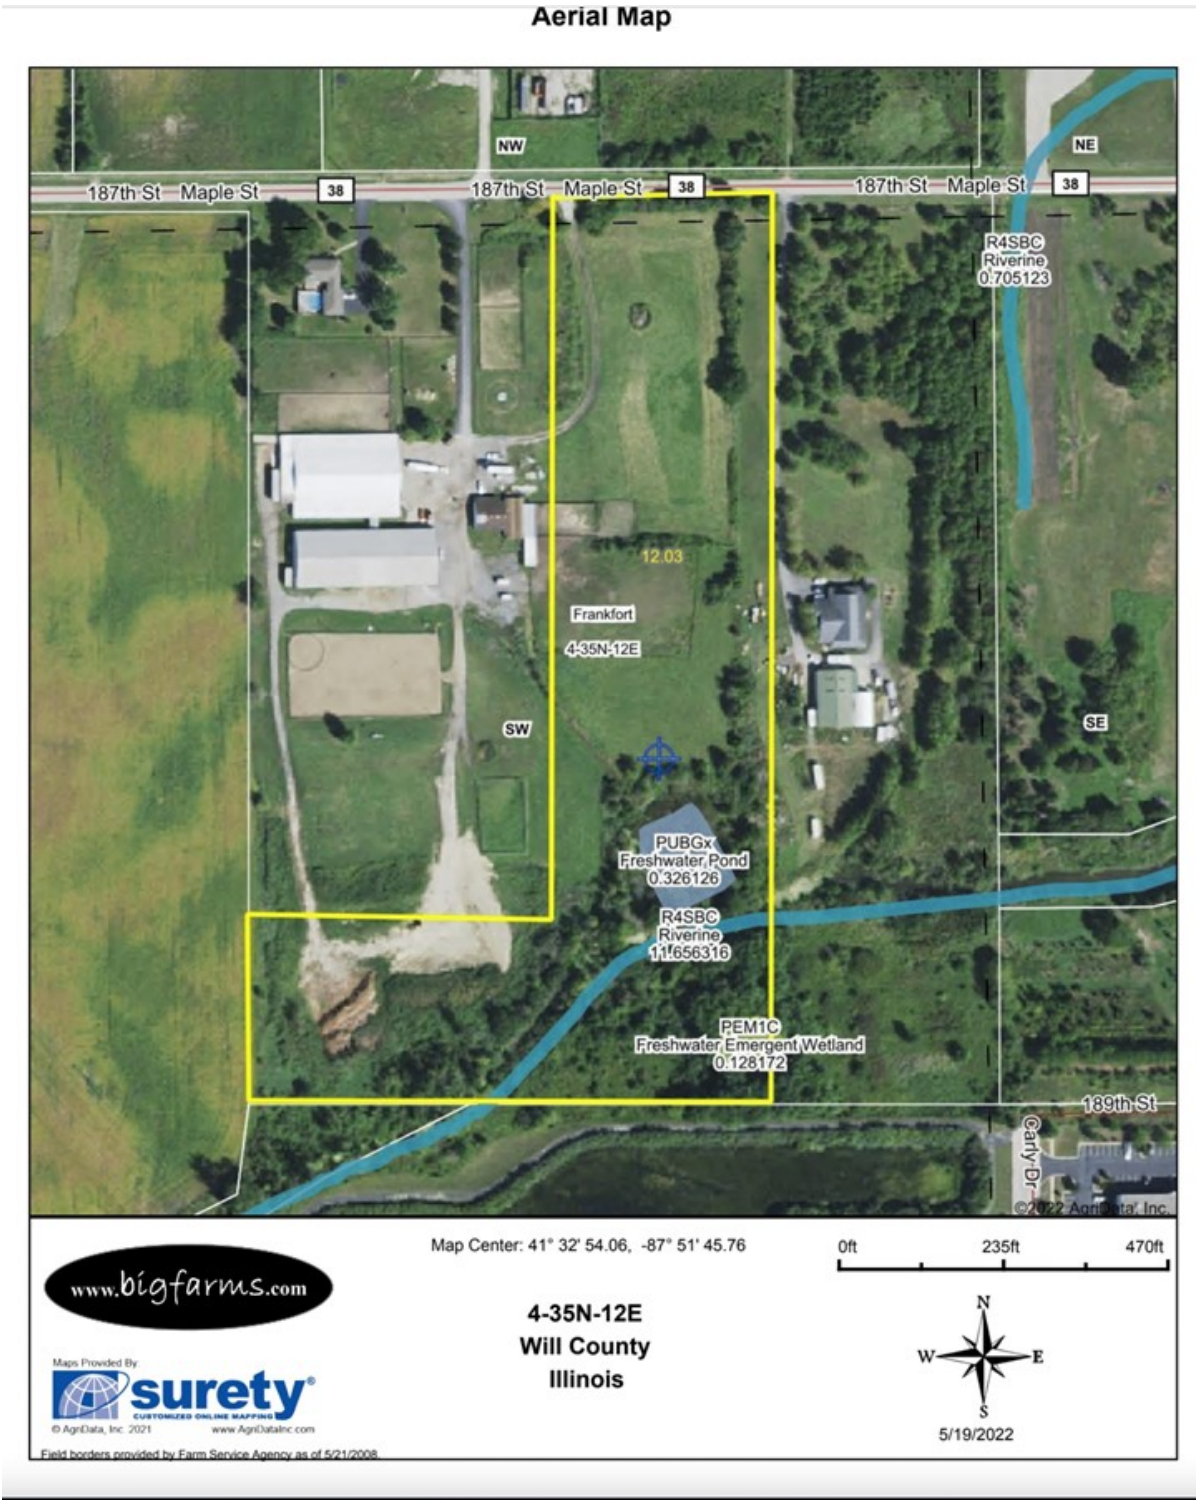 Aerial Map
NW
NE
187th St Maple St
38
187th St Maple St
38
187th St Maple St
38
R4SBC
Riverine
0.705123
12.03
Frankfort
4-35N-12E
SW
SE
PUBGx
Freshwater Pond
0.326126
R4SBC
Riverine
11.656316
PEM1C
Freshwater Emergent Wetland
0.128172
189th St
Carly Dr
©2022 AgriData, Inc.
Map Center: 41° 32' 54.06, -87° 51' 45.76
0ft 235ft 470ft
www.bigfarms.com
4-35N-12E
Will County
Illinois
N
W E
S
Maps Provided By:
surety®
CUSTOMIZED ONLINE MAPPING
© AgriData, Inc. 2021 www.AgriDataInc.com
5/19/2022
Field borders provided by Farm Service Agency as of 5/21/2008.